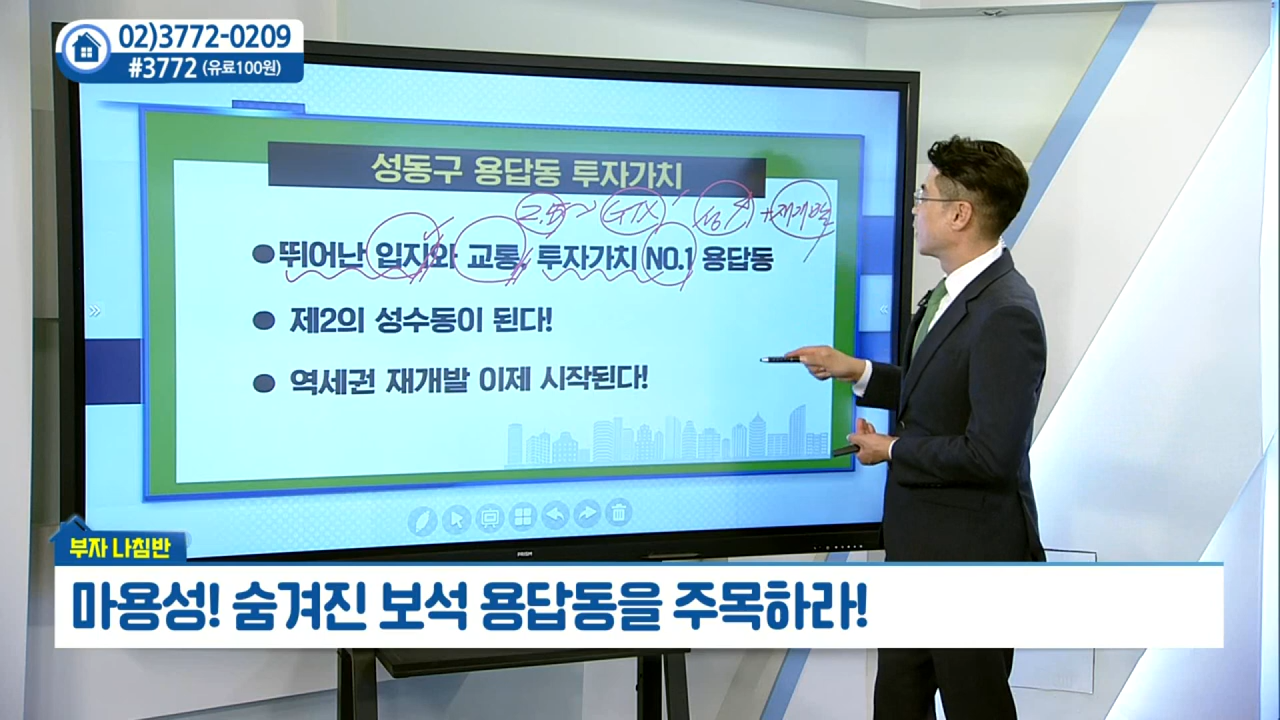 02)3772-0209
#3772 (유료100원)
성동구 용답동 투자가치
GTX
+재개발
뛰어난 입지와 교통, 투자가치 NO.1 용답동
제2의 성수동이 된다!
역세권 재개발 이제 시작된다!
PRISM
부자 나침반
마용성! 숨겨진 보석 용답동을 주목하라!